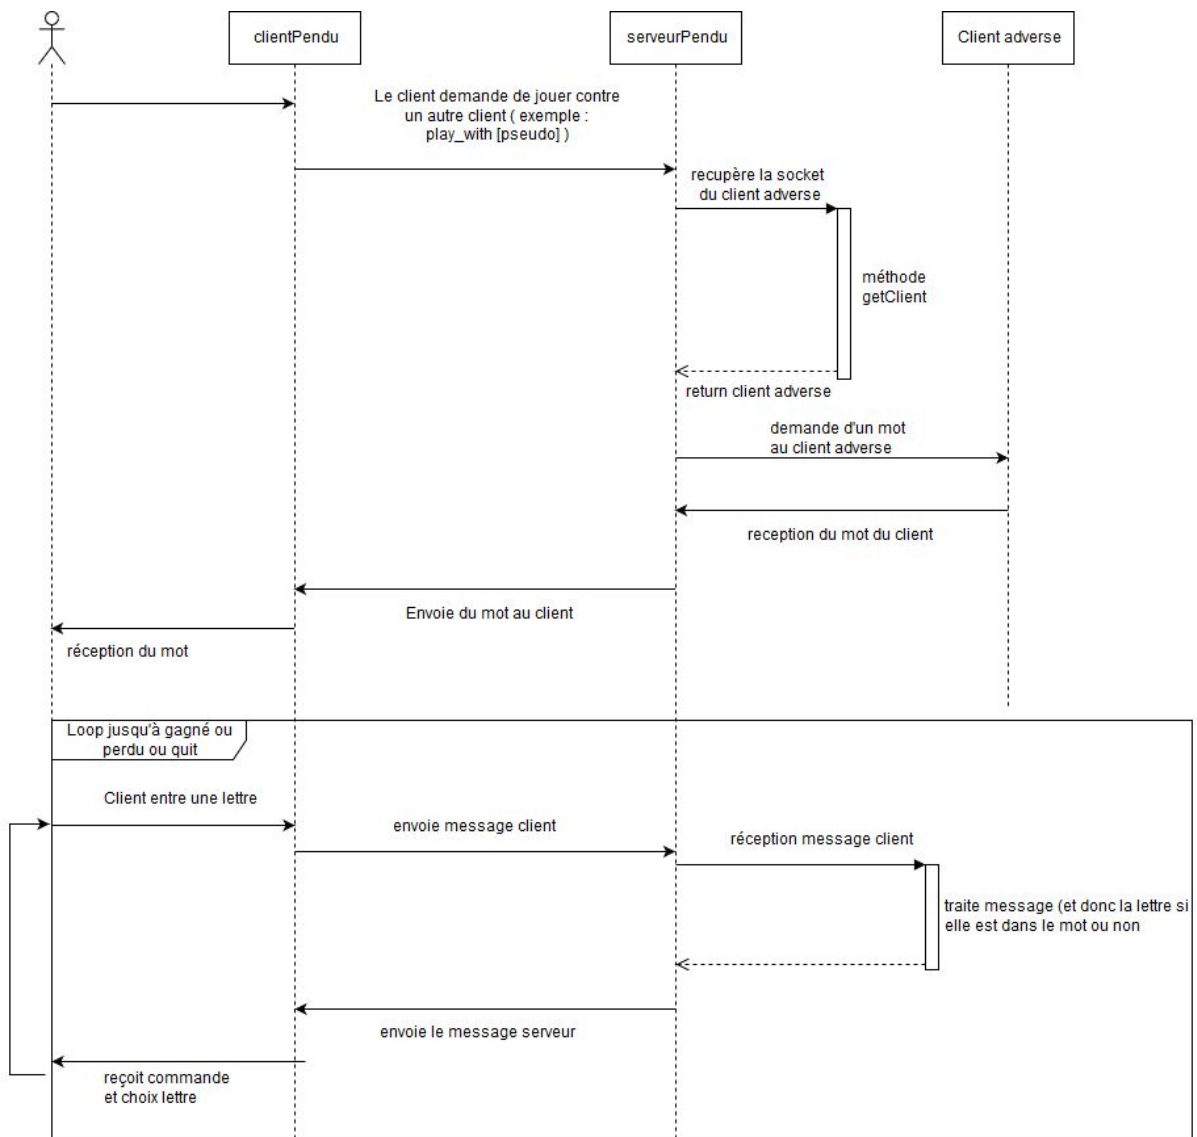 clientPendu
serveurPendu
Client adverse
Le client demande de jouer contre
un autre client ( exemple :
play_with [pseudo] )
recupère la socket
du client adverse
méthode
getClient
return client adverse
demande d'un mot
au client adverse
reception du mot du client
Envoie du mot au client
réception du mot
Loop jusqu'à gagné ou
perdu ou quit
Client entre une lettre
envoie message client
réception message client
traite message (et donc la lettre si
elle est dans le mot ou non
envoie le message serveur
reçoit commande
et choix lettre